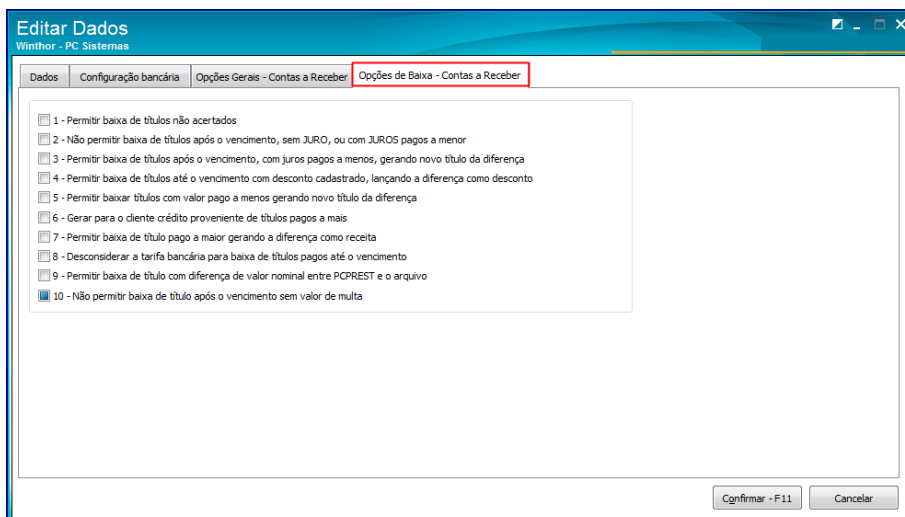 Editar Dados
Winthor - PC Sistemas
Dados Configuração bancária Opções Gerais - Contas a Receber Opções de Baixa - Contas a Receber
1 - Permitir baixa de títulos não acertados
2 - Não permitir baixa de títulos após o vencimento, sem JURO, ou com JUROS pagos a menor
3 - Permitir baixa de títulos após o vencimento, com juros pagos a menos, gerando novo título da diferença
4 - Permitir baixa de títulos até o vencimento com desconto cadastrado, lançando a diferença como desconto
5 - Permitir baixar títulos com valor pago a menos gerando novo título da diferença
6 - Gerar para o cliente crédito proveniente de títulos pagos a mais
7 - Permitir baixa de título pago a maior gerando a diferença como receita
8 - Desconsiderar a tarifa bancária para baixa de títulos pagos até o vencimento
9 - Permitir baixa de título com diferença de valor nominal entre PCPREST e o arquivo
10 - Não permitir baixa de título após o vencimento sem valor de multa
Confirmar - F11 Cancelar